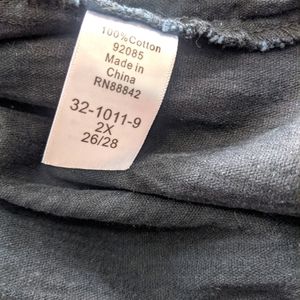 100%Cotton
92085
Made in
China
RN88842
32-1011-9
2X
26/28